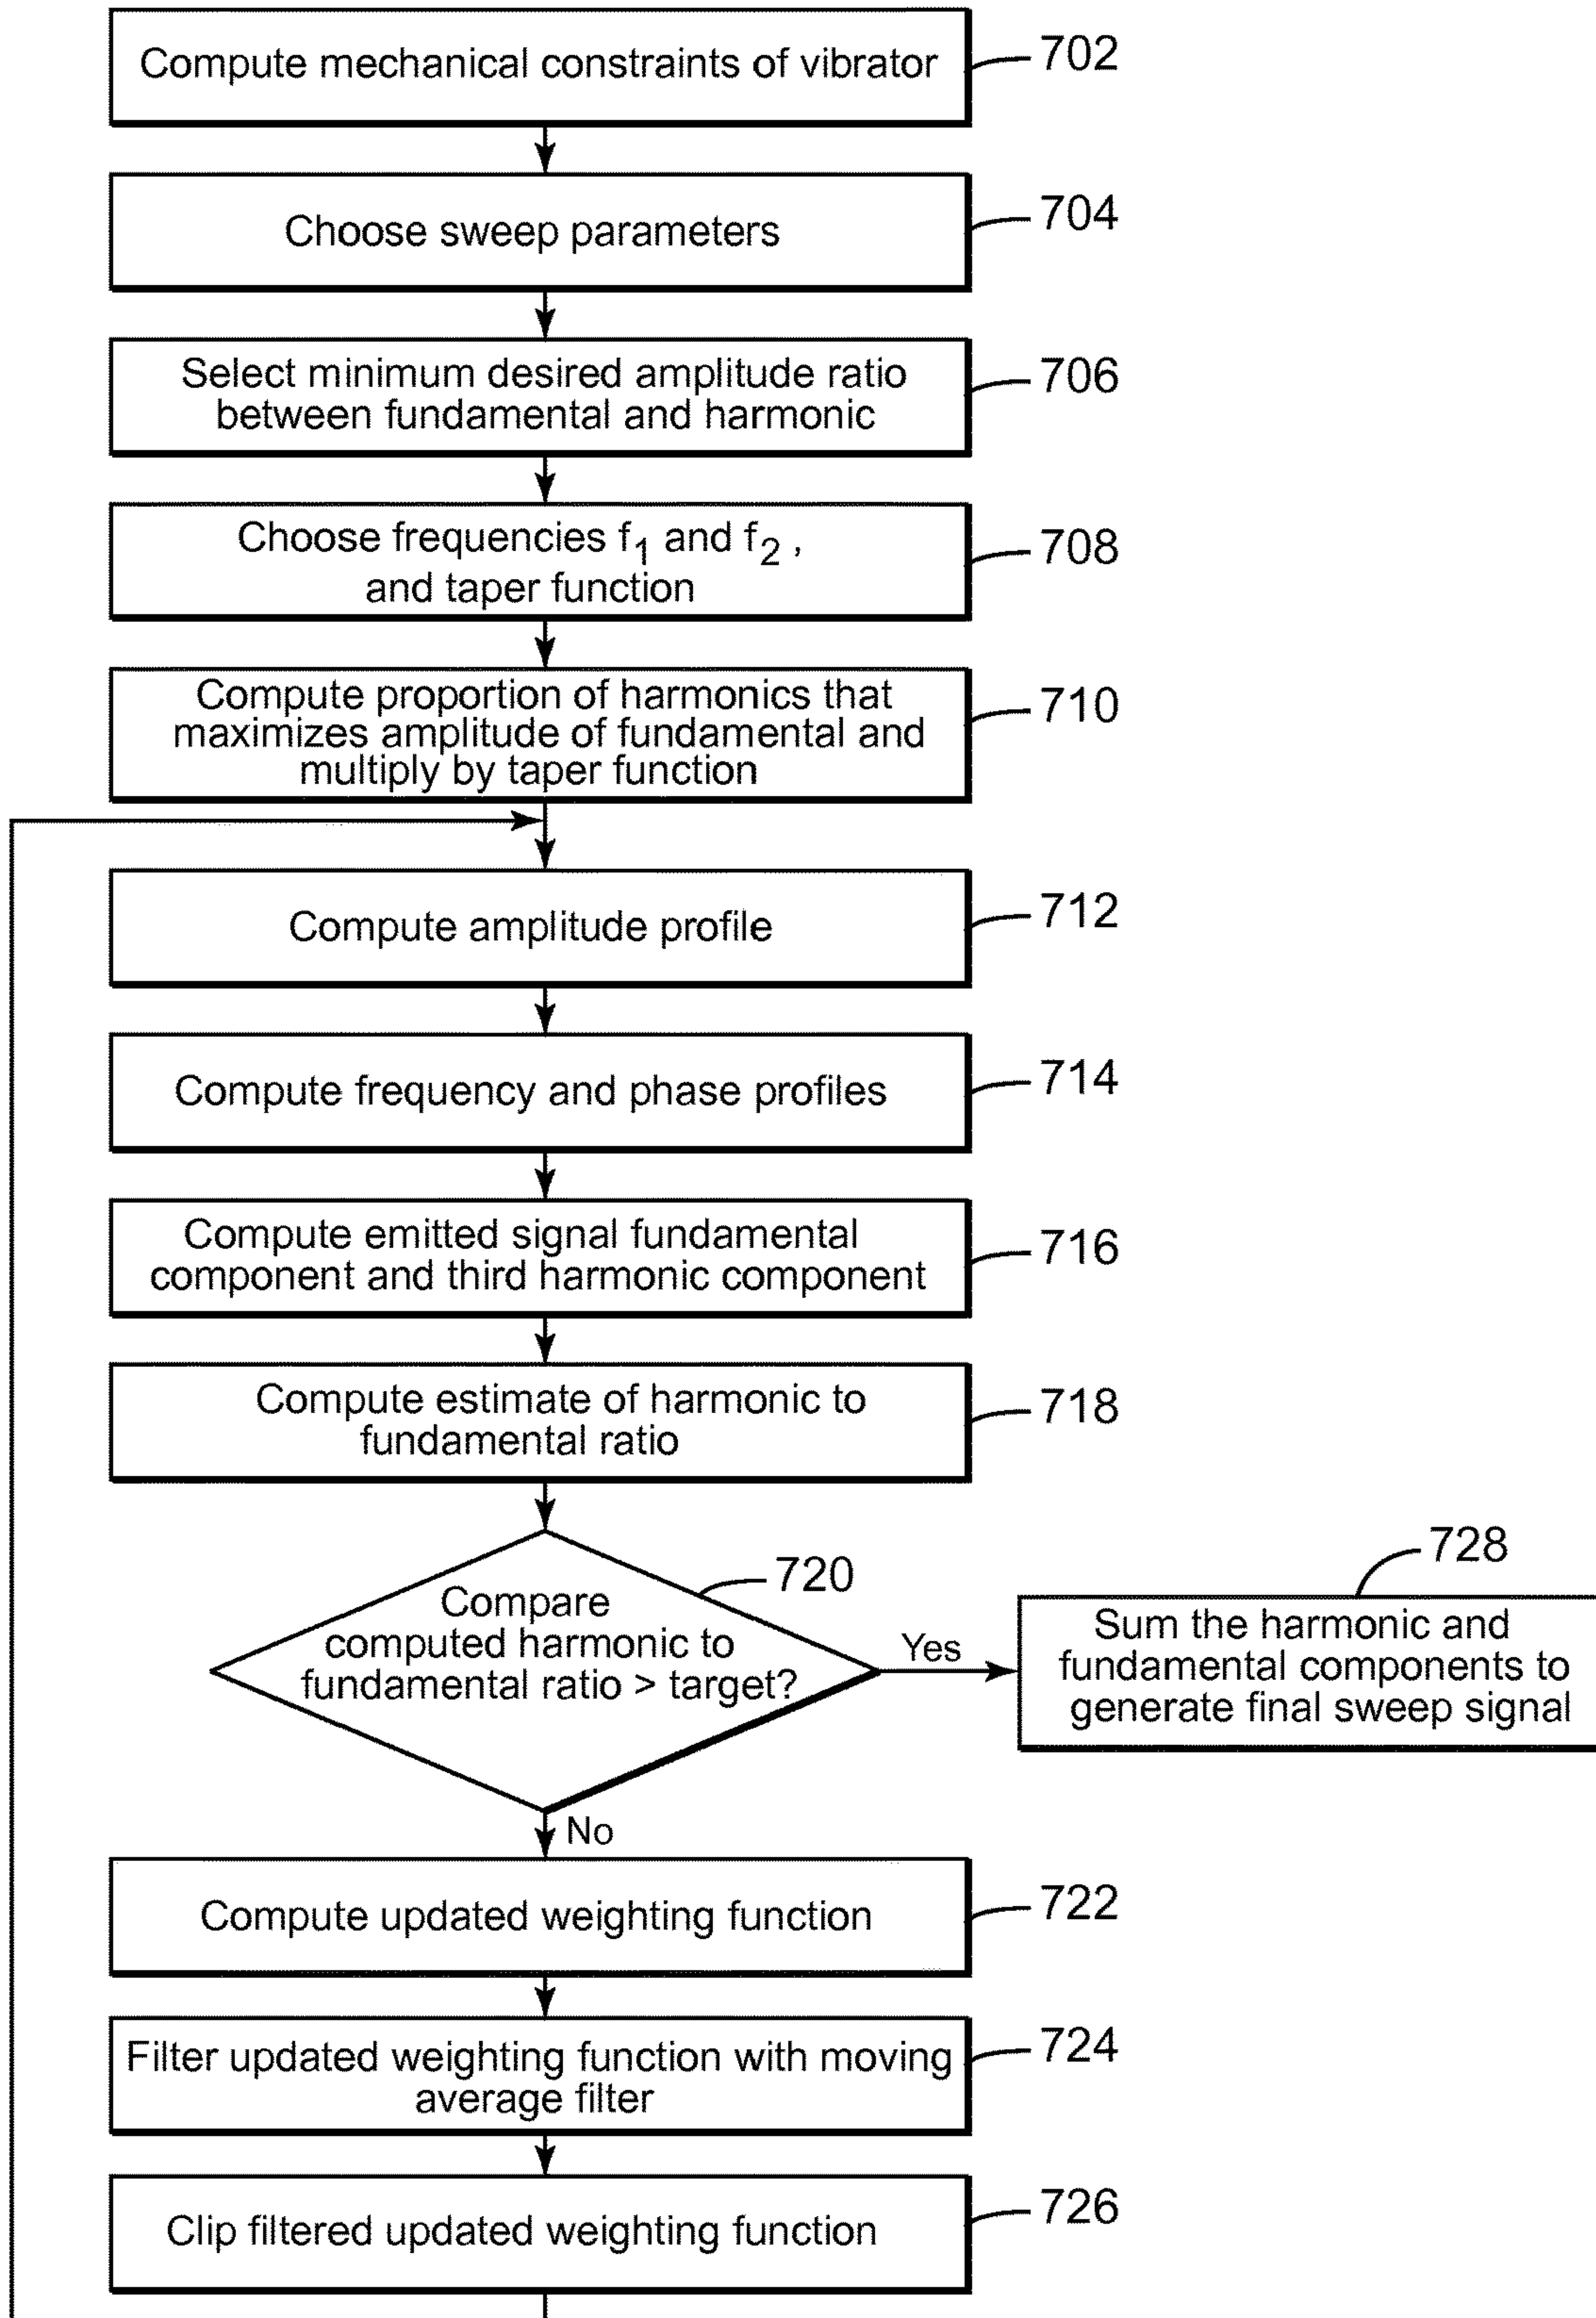 Compute mechanical constraints of vibrator
702
Choose sweep parameters
704
Select minimum desired amplitude ratio
between fundamental and harmonic
706
Choose frequencies f1 and f2 ,
and taper function
708
Compute proportion of harmonics that
maximizes amplitude of fundamental and
multiply by taper function
710
Compute amplitude profile
712
Compute frequency and phase profiles
714
Compute emitted signal fundamental
component and third harmonic component
716
Compute estimate of harmonic to
fundamental ratio
718
Compare
computed harmonic to
fundamental ratio > target?
720
Yes
Sum the harmonic and
fundamental components to
generate final sweep signal
728
No
Compute updated weighting function
722
Filter updated weighting function with moving
average filter
724
Clip filtered updated weighting function
726